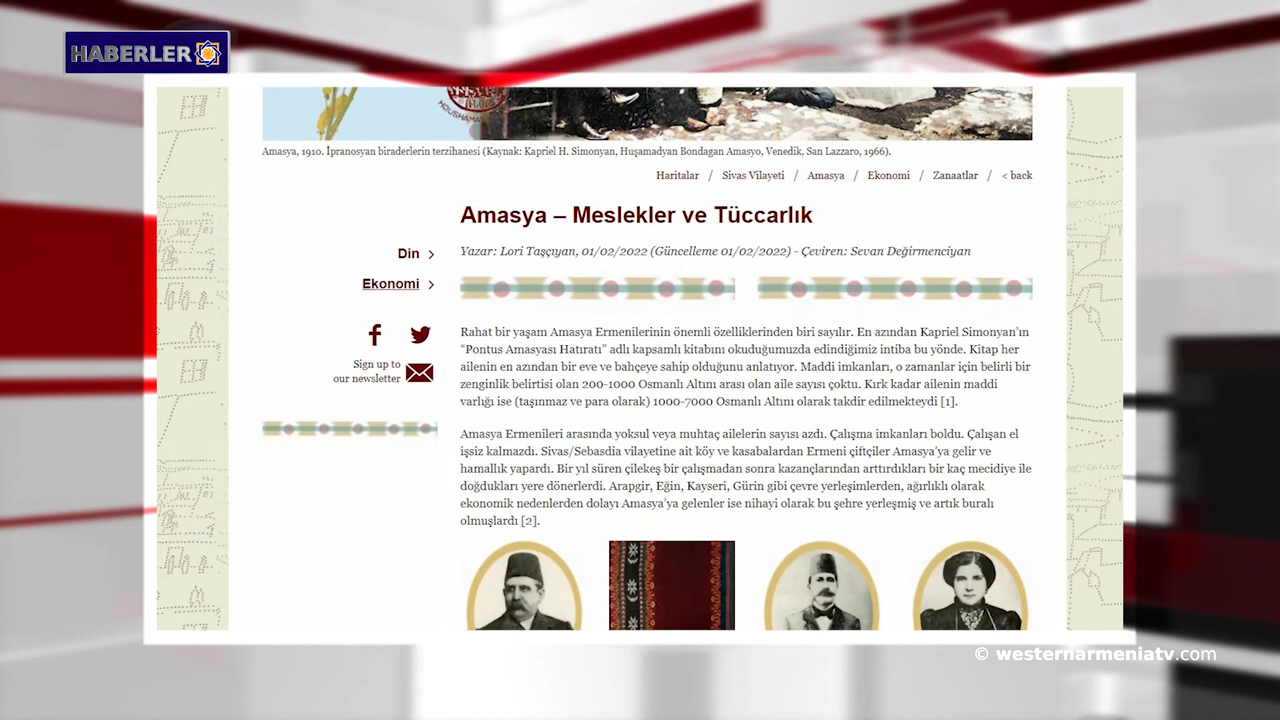 HABERLER
Amasya, 1910. İpranosyan biraderlerin terzihanesi (Kaynak: Kapriel H. Simonyan, Huşamadyan Bondagan Amasyo, Venedik, San Lazzaro, 1966).
Haritalar / Sivas Vilayeti / Amasya / Ekonomi / Zanaatlar / < back
Amasya – Meslekler ve Tüccarlık
Din >
Yazar: Lori Taşçıyan, 01/02/2022 (Güncelleme 01/02/2022) - Çeviren: Sevan Değirmenciyan
Ekonomi >
Sign up to
our newsletter
Rahat bir yaşam Amasya Ermenilerinin önemli özelliklerinden biri sayılır. En azından Kapriel Simonyan’ın
“Pontus Amasyası Hatıratı” adlı kapsamlı kitabını okuduğumuzda edindiğimiz intiba bu yönde. Kitap her
ailenin en azından bir eve ve bahçeye sahip olduğunu anlatıyor. Maddi imkanları, o zamanlar için belirli bir
zenginlik belirtisi olan 200-1000 Osmanlı Altını arası olan aile sayısı çoktu. Kırk kadar ailenin maddi
varlığı ise (taşınmaz ve para olarak) 1000-7000 Osmanlı Altını olarak takdir edilmekteydi [1].
Amasya Ermenileri arasında yoksul veya muhtaç ailelerin sayısı azdı. Çalışma imkanları boldu. Çalışan el
işsiz kalmazdı. Sivas/Sebasdia vilayetine ait köy ve kasabalardan Ermeni çiftçiler Amasya’ya gelir ve
hamallık yapardı. Bir yıl süren çilekeş bir çalışmadan sonra kazançlarından arttırdıkları bir kaç mecidiye ile
doğdukları yere dönerlerdi. Arapgir, Eğin, Kayseri, Gürin gibi çevre yerleşimlerden, ağırlıklı olarak
ekonomik nedenlerden dolayı Amasya’ya gelenler ise nihayi olarak bu şehre yerleşmiş ve artık buralı
olmuşlardı [2].
© westernarmeniatv.com